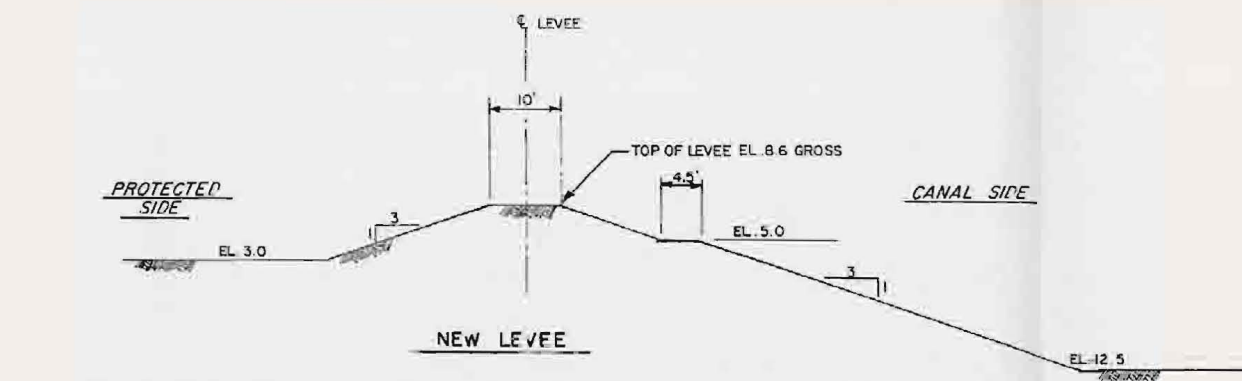 ℄ LEVEE
10'
TOP OF LEVEE EL. 8.6 GROSS
4.5'
PROTECTED
SIDE
CANAL SIDE
3
1
EL. 3.0
EL. 5.0
3
1
NEW LEVEE
EL-12.5